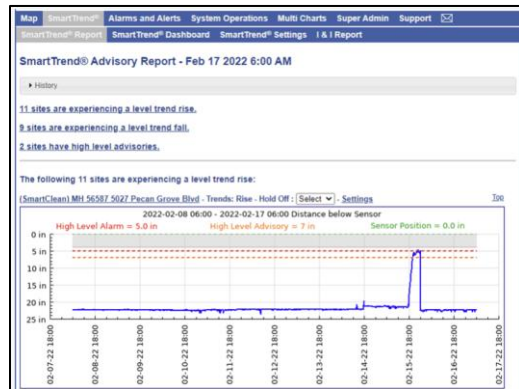 Map SmartTrend® Alarms and Alerts System Operations Multi Charts Super Admin Support
SmartTrend® Report SmartTrend® Dashboard SmartTrend® Settings I & I Report
SmartTrend® Advisory Report - Feb 17 2022 6:00 AM
History
11 sites are experiencing a level trend rise.
9 sites are experiencing a level trend fall.
2 sites have high level advisories.
The following 11 sites are experiencing a level trend rise:
(SmartClean) MH 56587 5027 Pecan Grove Blvd - Trends: Rise - Hold Off : Select - Settings Top
2022-02-08 06:00 - 2022-02-17 06:00 Distance below Sensor
High Level Alarm = 5.0 in High Level Advisory = 7 in Sensor Position = 0.0 in
0 in
5 in
10 in
15 in
20 in
25 in
02-07-22 18:00
02-08-22 18:00
02-09-22 18:00
02-10-22 18:00
02-11-22 18:00
02-12-22 18:00
02-13-22 18:00
02-14-22 18:00
02-15-22 18:00
02-16-22 18:00
02-17-22 18:00